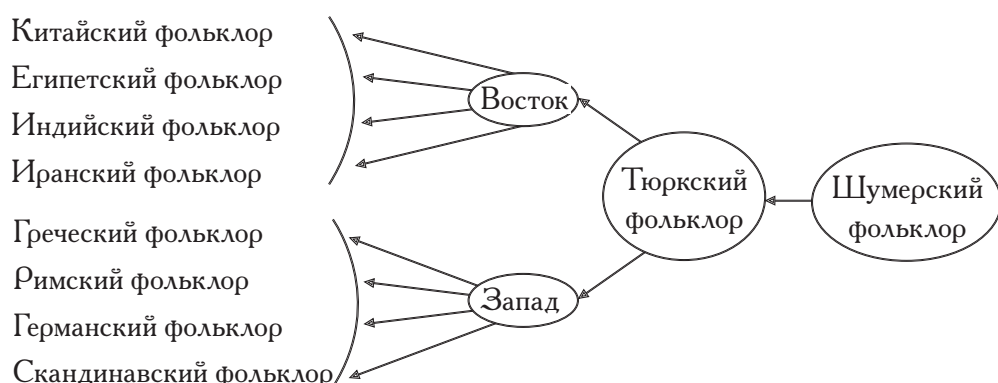 Китайский фольклор
Египетский фольклор
Индийский фольклор
Иранский фольклор
Греческий фольклор
Римский фольклор
Германский фольклор
Скандинавский фольклор
Восток
Запад
Тюркский
фольклор
Шумерский
фольклор